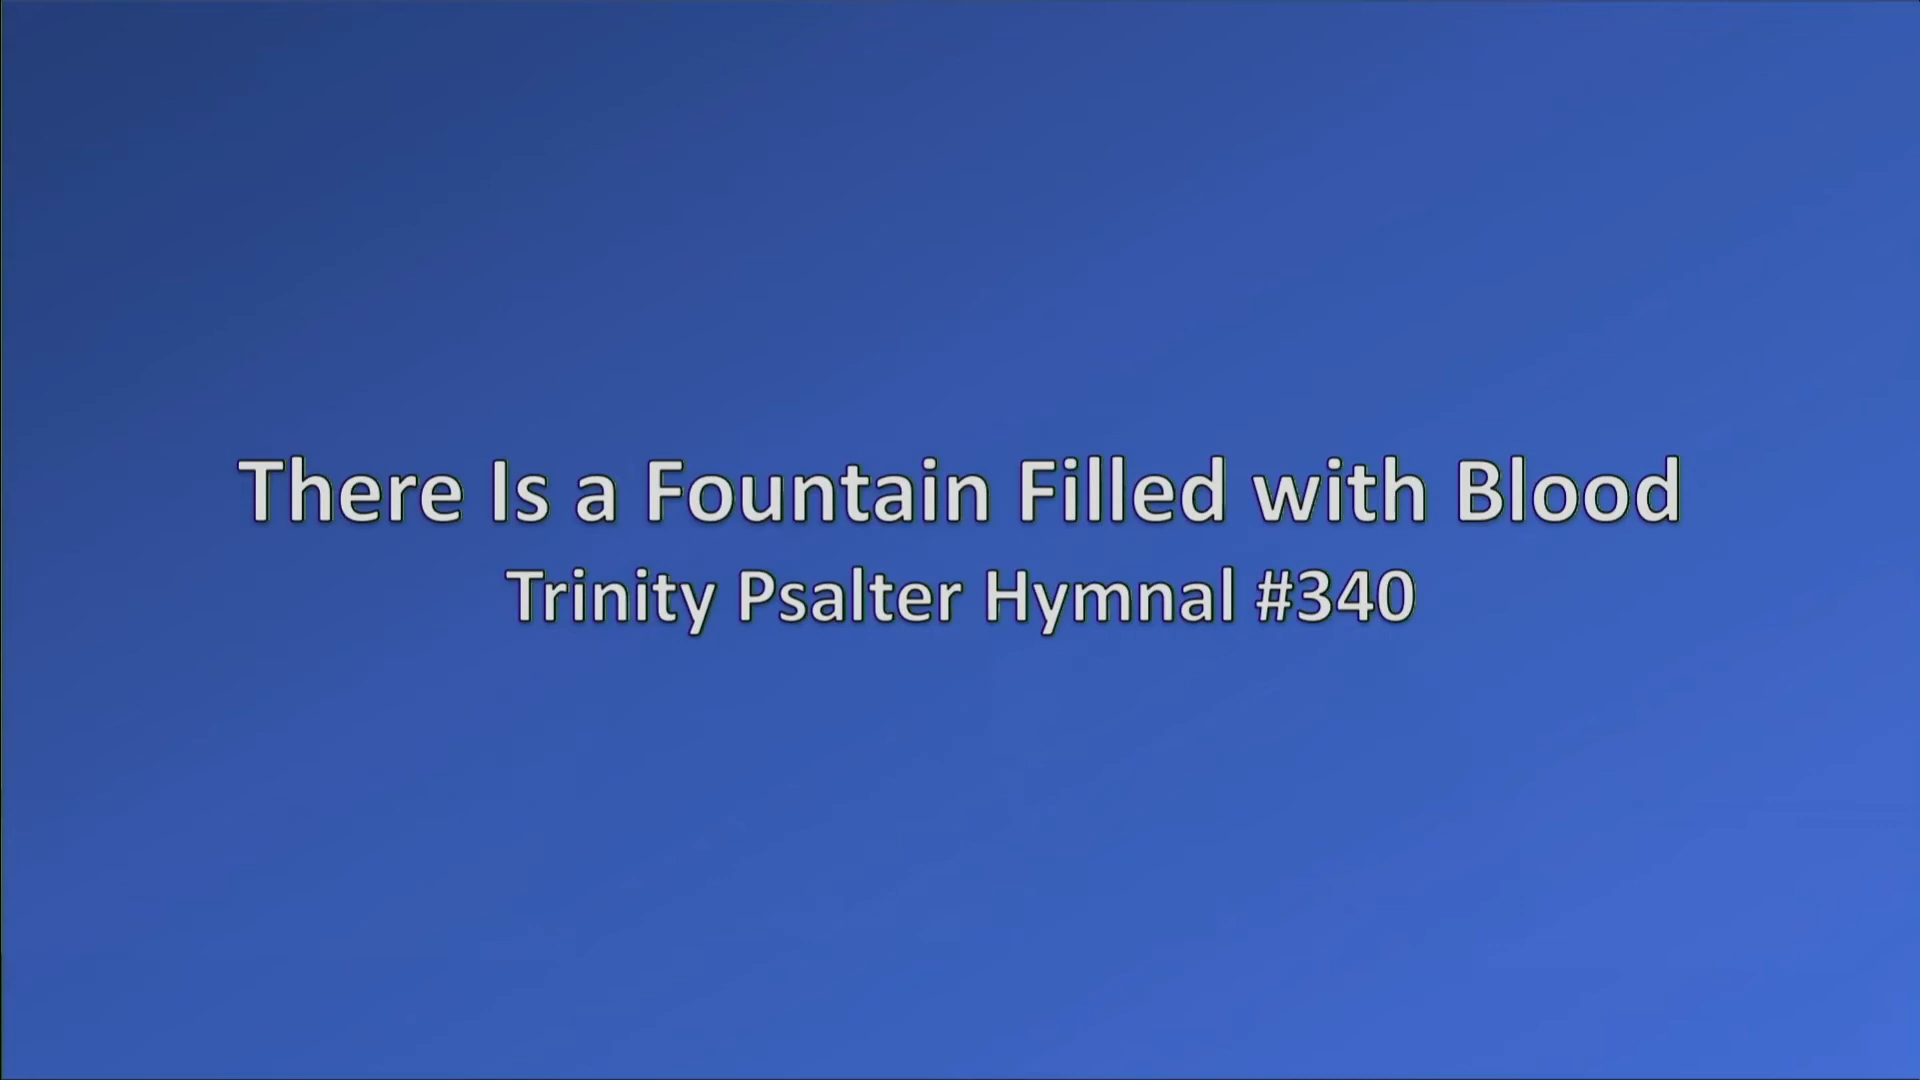 There Is a Fountain Filled with Blood
Trinity Psalter Hymnal #340